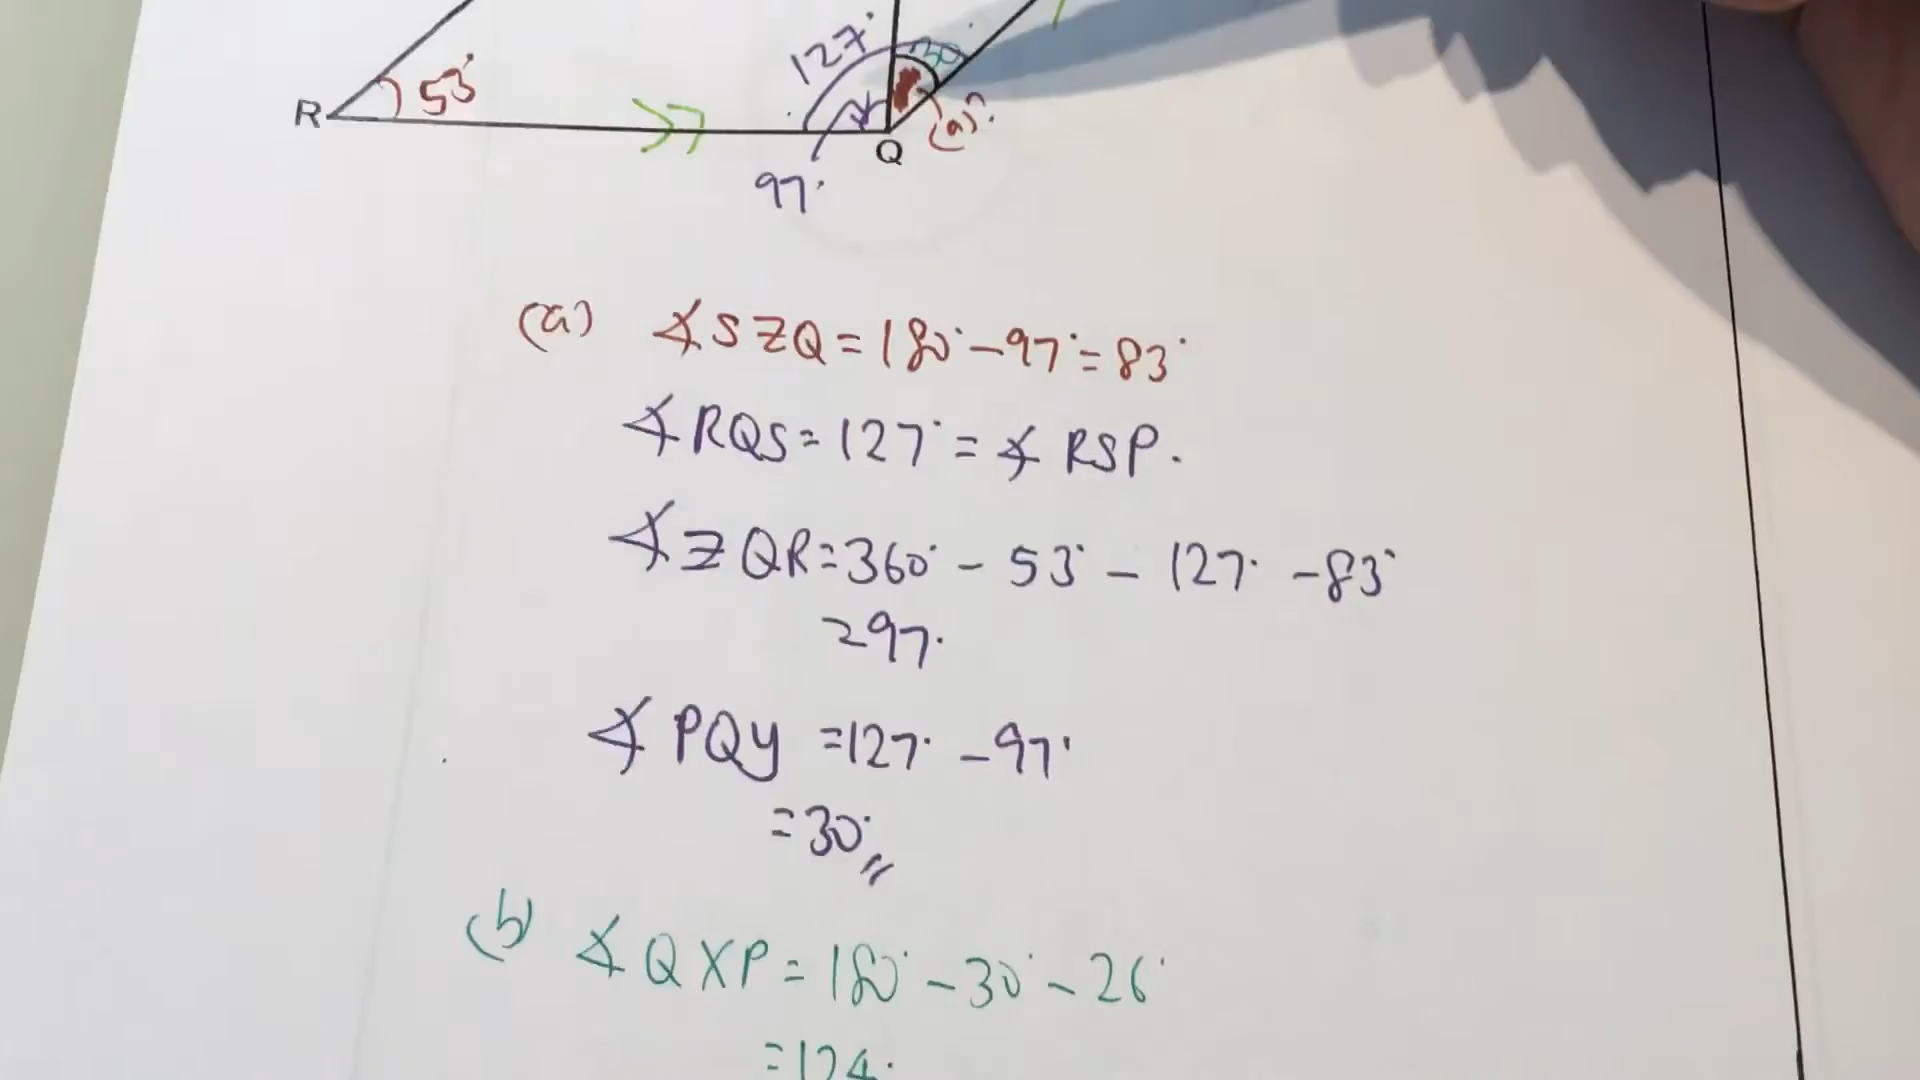 127°
30
R
53°
(a)?
Q
97°
(a) ∡SZQ = 180° - 97° = 83°
∡RQS = 127° = ∡ RSP.
∡ZQR = 360° - 53° - 127° - 83°
= 97°
∡ PQY = 127° - 97°
= 30°
(b) ∡ QXP = 180° - 30° - 26°
= 124°